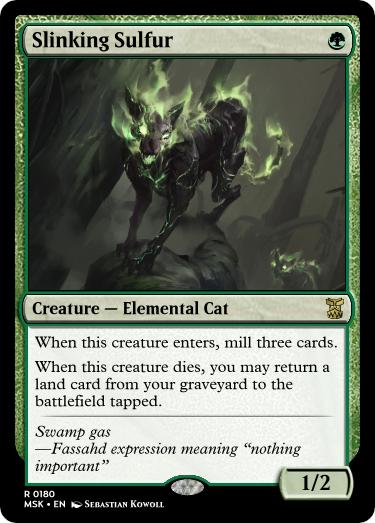 Slinking Sulfur
Creature — Elemental Cat
When this creature enters, mill three cards.
When this creature dies, you may return a
land card from your graveyard to the
battlefield tapped.
Swamp gas
—Fassahd expression meaning “nothing
important”
1/2
R 0180
MSK • EN Sebastian Kowoll